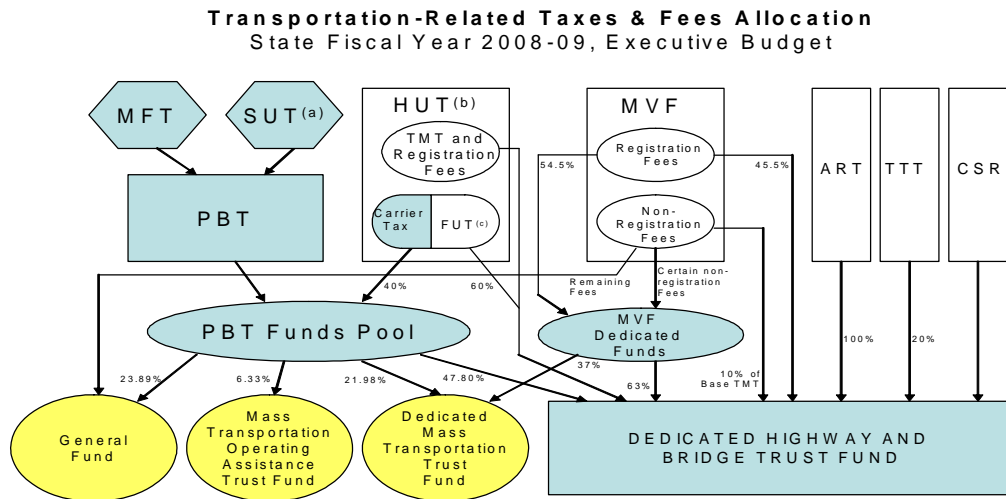 Transportation-Related Taxes & Fees Allocation
State Fiscal Year 2008-09, Executive Budget
MFT
SUT(a)
HUT(b)
TMT and
Registration
Fees
Carrier
Tax
FUT(c)
MVF
Registration
Fees
Non-
Registration
Fees
ART
TTT
CSR
54.5%
45.5%
PBT
40%
60%
Remaining
Fees
Certain non-
registration
Fees
PBT Funds Pool
MVF
Dedicated
Funds
100%
20%
23.89%
6.33%
21.98%
47.80%
37%
63%
10% of
Base TMT
General
Fund
Mass
Transportation
Operating
Assistance
Trust Fund
Dedicated
Mass
Transportation
Trust
Fund
DEDICATED HIGHWAY AND
BRIDGE TRUST FUND